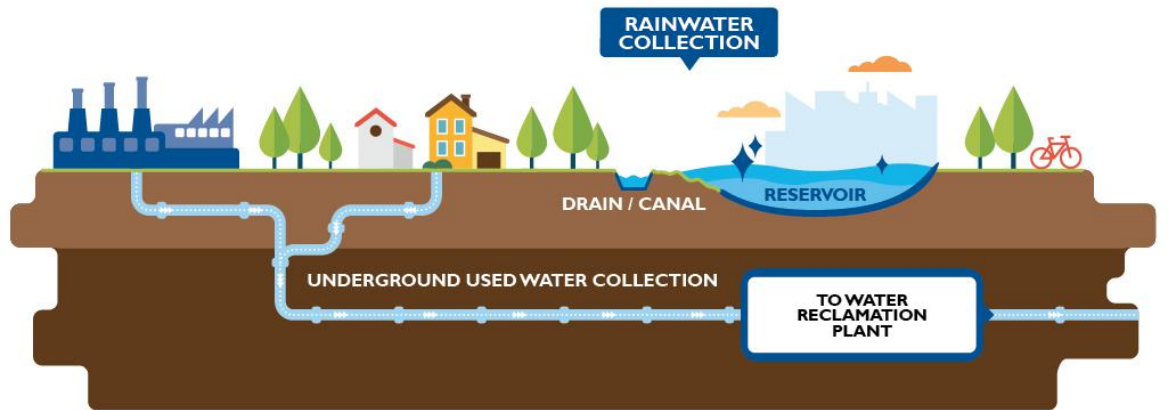 RAINWATER
COLLECTION
DRAIN / CANAL
RESERVOIR
UNDERGROUND USED WATER COLLECTION
TO WATER
RECLAMATION
PLANT